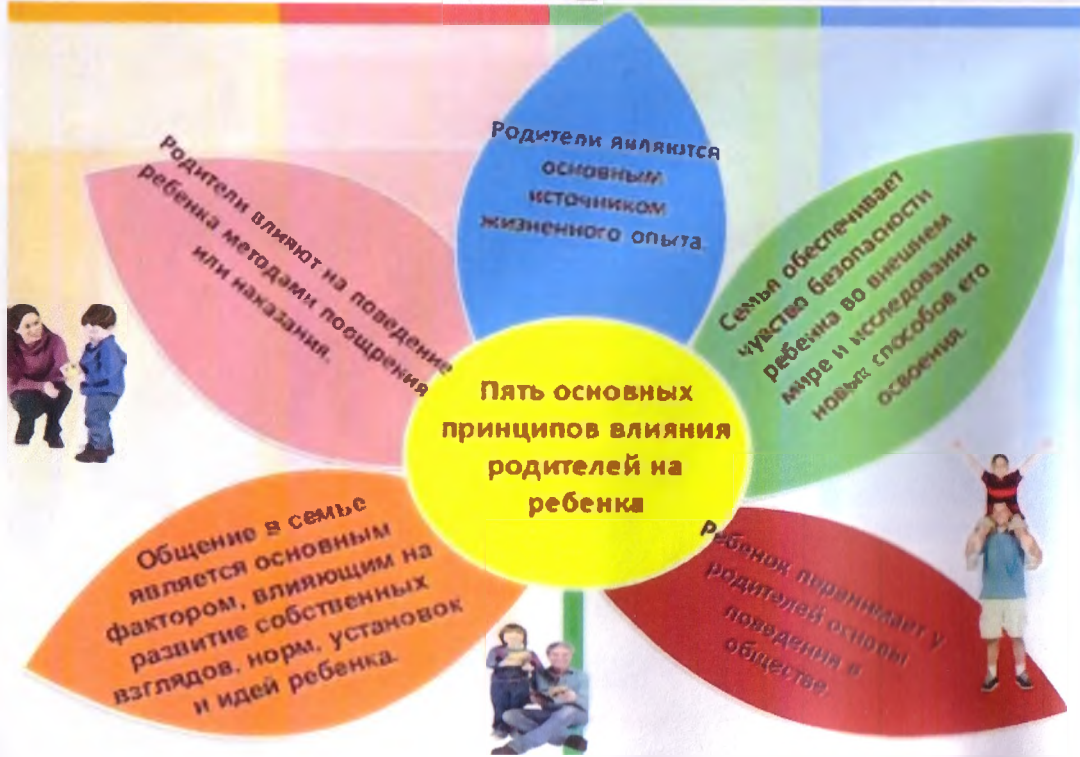 Пять основных
принципов влияния
родителей на
ребенка
Родители влияют на поведение
ребенка методами поощрения
или наказания.
Родители являются
основным
источником
жизненного опыта.
Семья обеспечивает
чувство безопасности
ребенка во внешнем
мире и исследовании
новых способов его
освоения.
Ребенок перенимает у
родителей основы
поведения в
обществе.
Общение в семье
является основным
фактором, влияющим на
развитие собственных
взглядов, норм, установок
и идей ребенка.